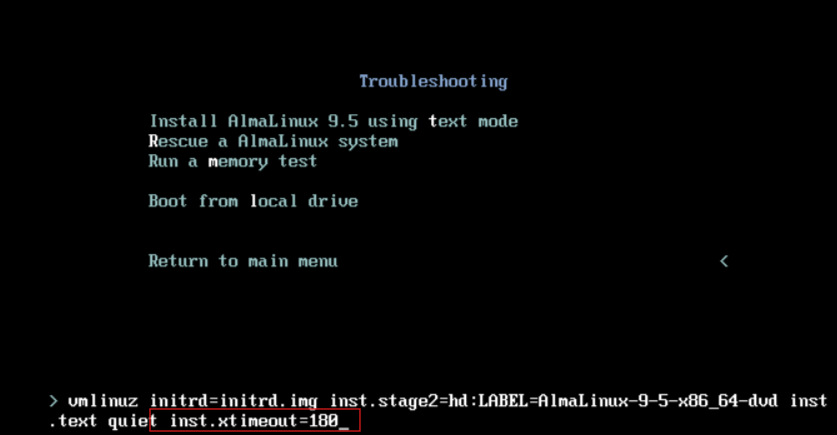 Troubleshooting
Install AlmaLinux 9.5 using text mode
Rescue a AlmaLinux system
Run a memory test
Boot from local drive
Return to main menu <
> vmlinuz initrd=initrd.img inst.stage2=hd:LABEL=AlmaLinux-9-5-x86_64-dvd inst
.text quiet inst.xtimeout=180_